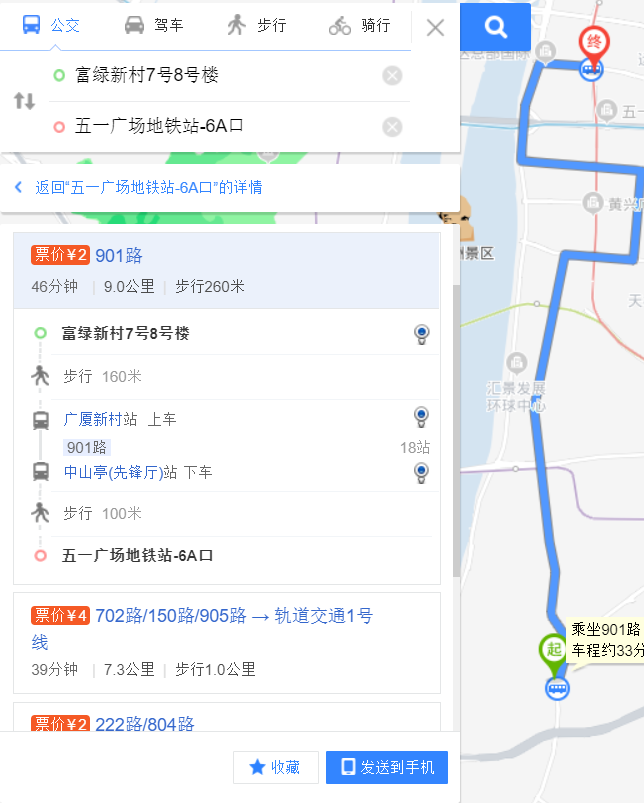 公交
驾车
步行
骑行
富绿新村7号8号楼
五一广场地铁站-6A口
返回“五一广场地铁站-6A口”的详情
票价¥2 901路
46分钟 | 9.0公里 | 步行260米
富绿新村7号8号楼
步行 160米
广厦新村站 上车
901路 18站
中山亭(先锋厅)站 下车
步行 100米
五一广场地铁站-6A口
票价¥4 702路/150路/905路 → 轨道交通1号
线
39分钟 | 7.3公里 | 步行1.0公里
票价¥2 222路/804路
收藏
发送到手机
终
五一
黄兴
景区
天
汇景发展
环球中心
起
乘坐901路
车程约33分